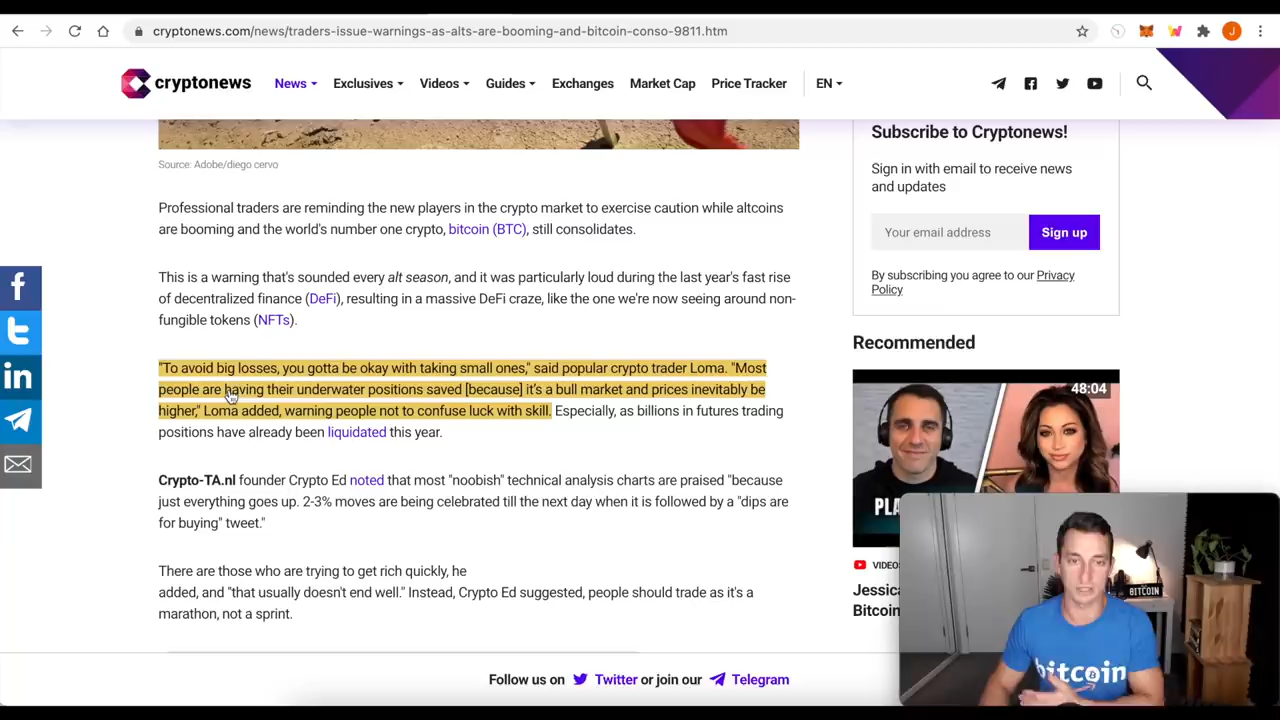 cryptonews.com/news/traders-issue-warnings-as-alts-are-booming-and-bitcoin-conso-9811.htm
J
cryptonews
News
Exclusives
Videos
Guides
Exchanges
Market Cap
Price Tracker
EN
Source: Adobe/diego cervo
Professional traders are reminding the new players in the crypto market to exercise caution while altcoins
are booming and the world's number one crypto, bitcoin (BTC), still consolidates.
This is a warning that's sounded every alt season, and it was particularly loud during the last year's fast rise
of decentralized finance (DeFi), resulting in a massive DeFi craze, like the one we're now seeing around non-
fungible tokens (NFTs).
"To avoid big losses, you gotta be okay with taking small ones," said popular crypto trader Loma. "Most
people are having their underwater positions saved [because] it's a bull market and prices inevitably be
higher," Loma added, warning people not to confuse luck with skill. Especially, as billions in futures trading
positions have already been liquidated this year.
Crypto-TA.nl founder Crypto Ed noted that most "noobish" technical analysis charts are praised "because
just everything goes up. 2-3% moves are being celebrated till the next day when it is followed by a "dips are
for buying" tweet."
There are those who are trying to get rich quickly, he
added, and "that usually doesn't end well." Instead, Crypto Ed suggested, people should trade as it's a
marathon, not a sprint.
Subscribe to Cryptonews!
Sign in with email to receive news
and updates
Your email address
Sign up
By subscribing you agree to our Privacy
Policy
Recommended
48:04
PLA
VIDEOS
Jessica
Bitcoin
BITCOIN
bitcoin
Follow us on Twitter or join our Telegram